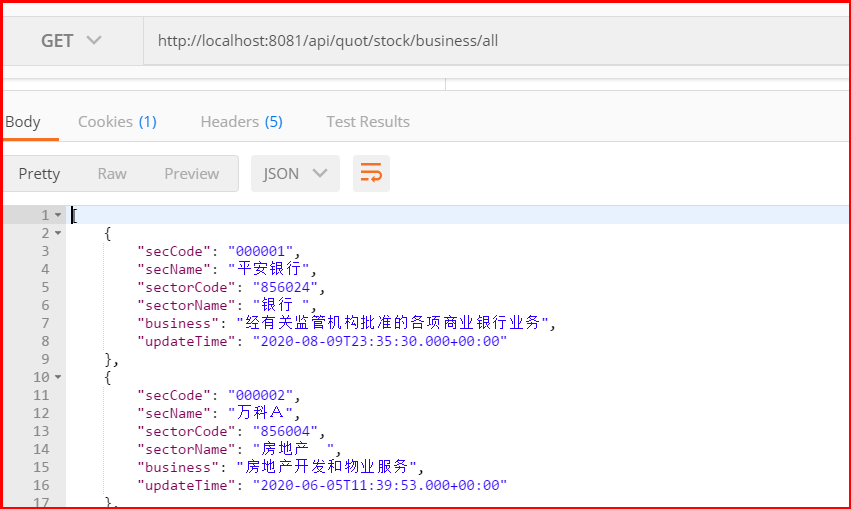 GET http://localhost:8081/api/quot/stock/business/all
Body Cookies (1) Headers (5) Test Results
Pretty Raw Preview JSON
1 [
2 {
3 "secCode": "000001",
4 "secName": "平安银行",
5 "sectorCode": "856024",
6 "sectorName": "银行 ",
7 "business": "经有关监管机构批准的各项商业银行业务",
8 "updateTime": "2020-08-09T23:35:30.000+00:00"
9 },
10 {
11 "secCode": "000002",
12 "secName": "万科Ａ",
13 "sectorCode": "856004",
14 "sectorName": "房地产  ",
15 "business": "房地产开发和物业服务",
16 "updateTime": "2020-06-05T11:39:53.000+00:00"
17 },